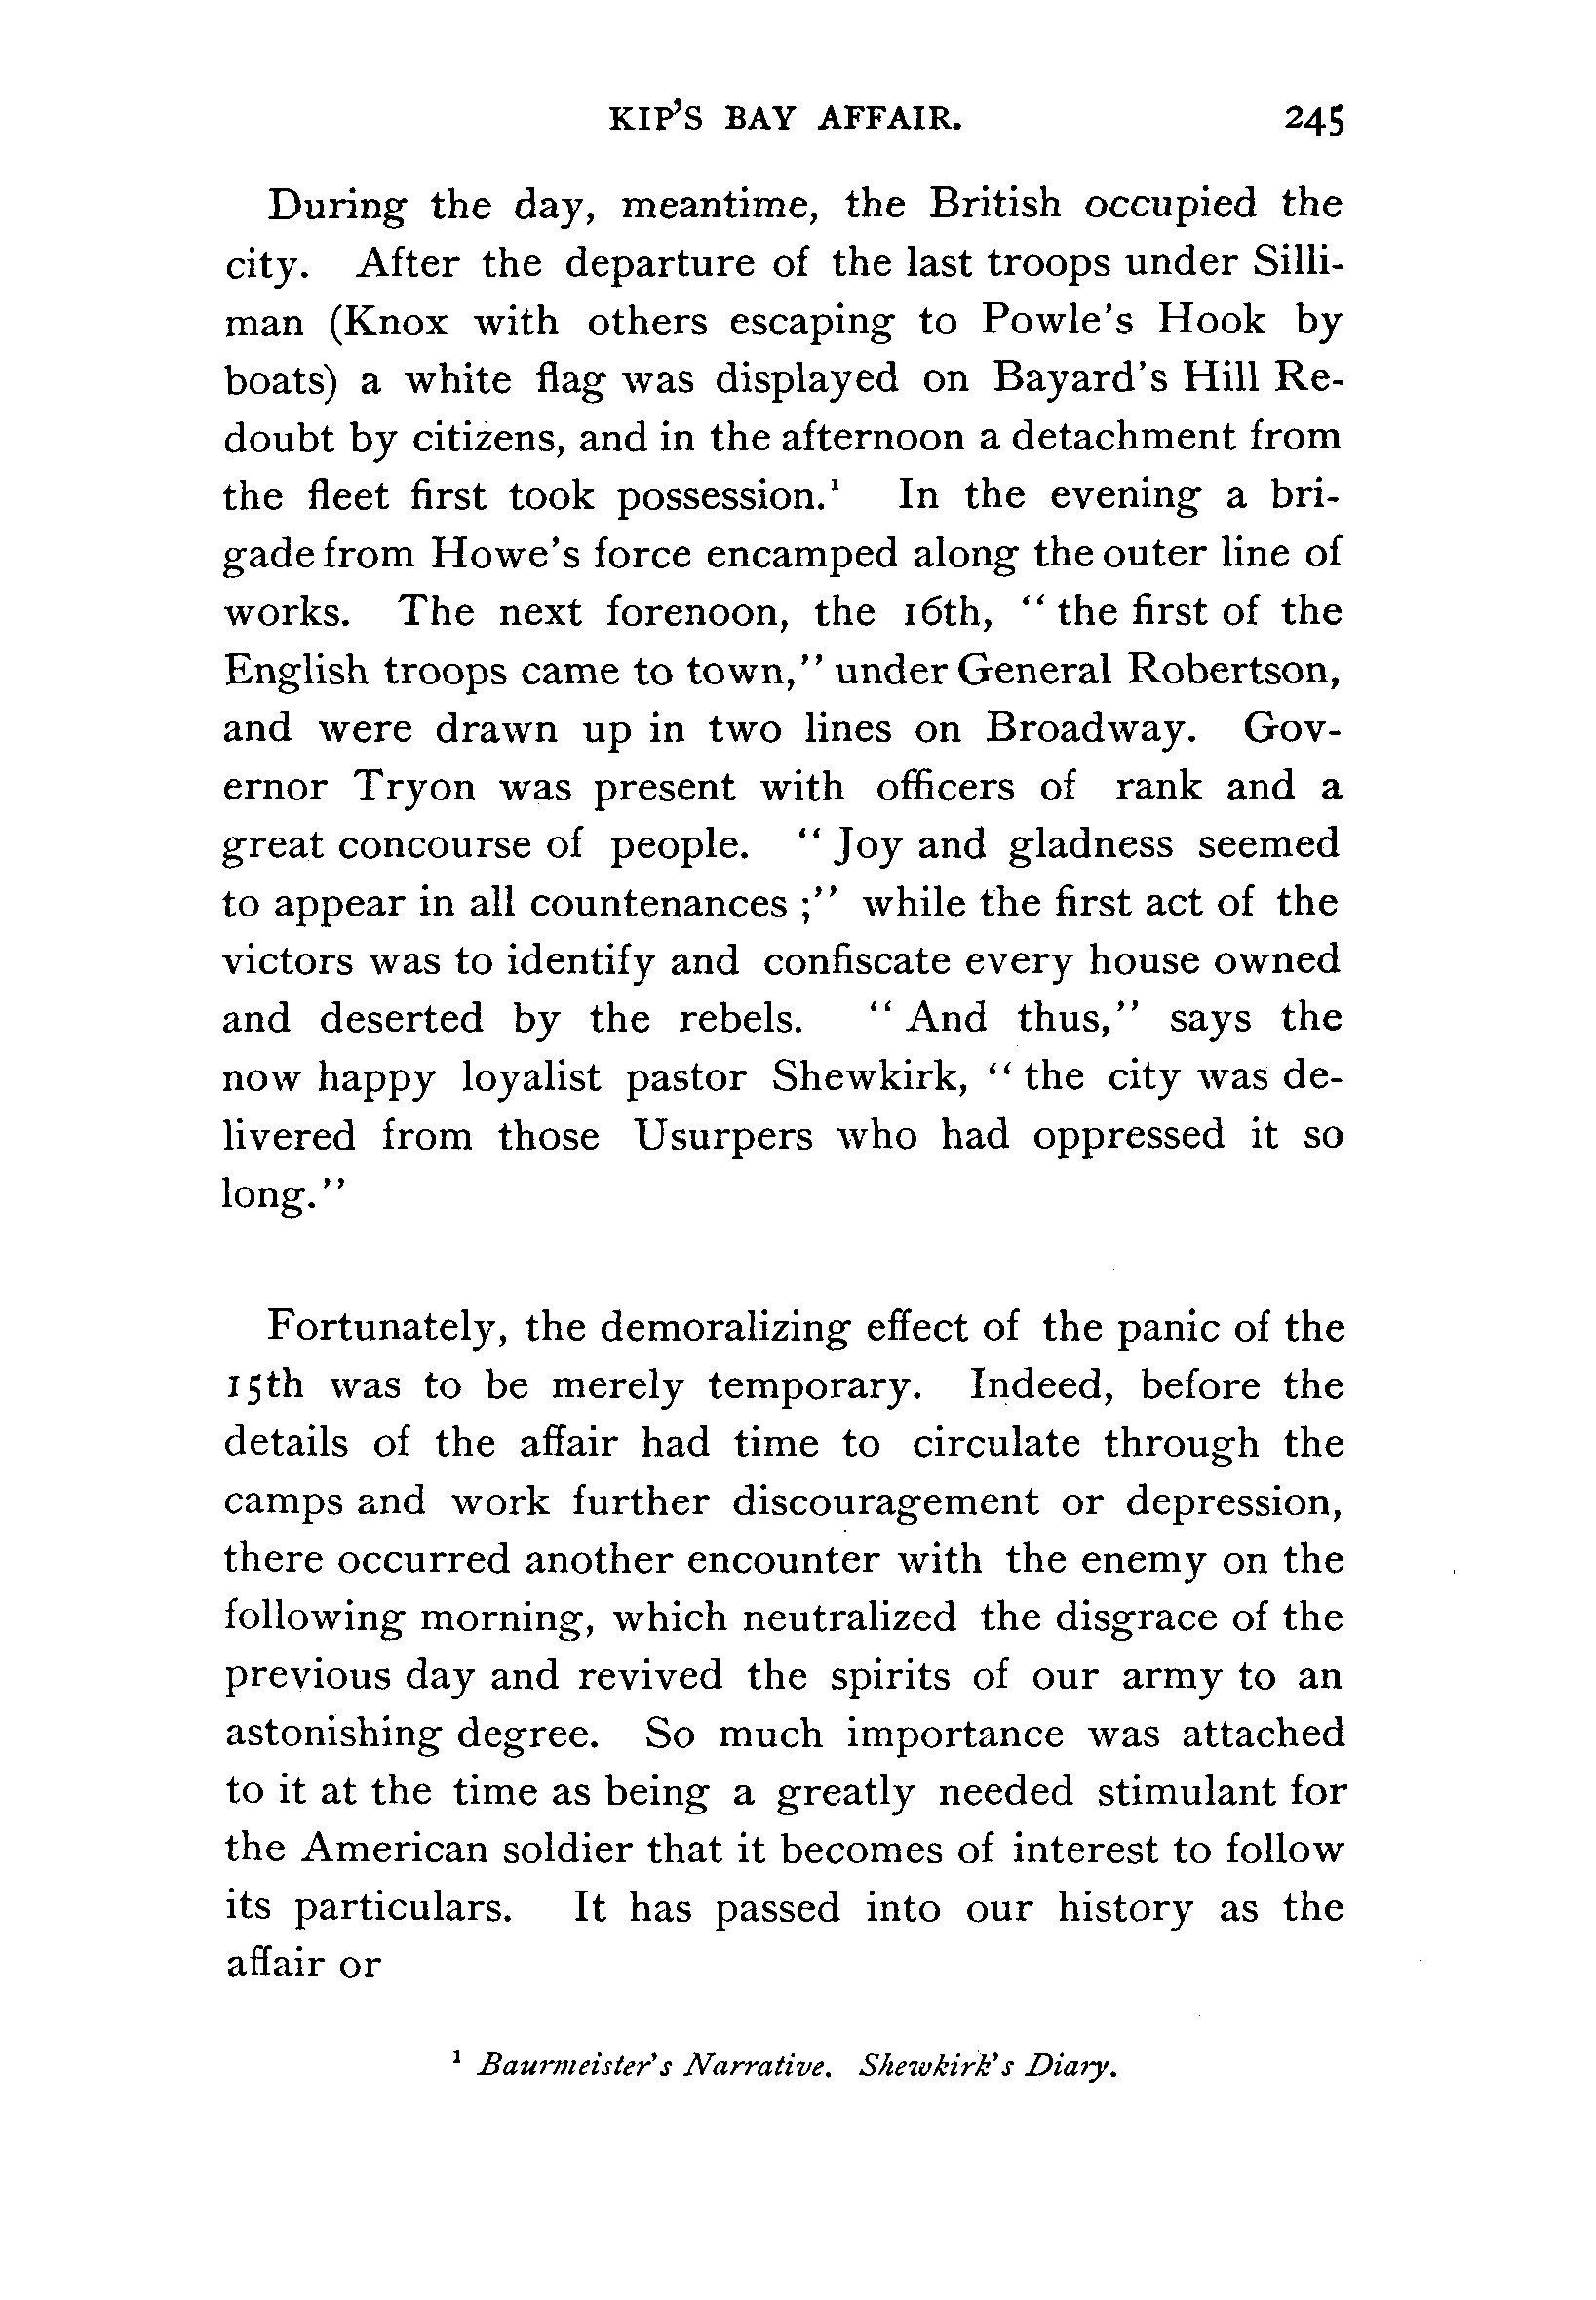 KIP'S BAY AFFAIR. 245
During the day, meantime, the British occupied the
city. After the departure of the last troops under Silli-
man (Knox with others escaping to Powle's Hook by
boats) a white flag was displayed on Bayard's Hill Re-
doubt by citizens, and in the afternoon a detachment from
the fleet first took possession.¹ In the evening a bri-
gade from Howe's force encamped along the outer line of
works. The next forenoon, the 16th, “the first of the
English troops came to town,” under General Robertson,
and were drawn up in two lines on Broadway. Gov-
ernor Tryon was present with officers of rank and a
great concourse of people. “Joy and gladness seemed
to appear in all countenances ;” while the first act of the
victors was to identify and confiscate every house owned
and deserted by the rebels. “And thus,” says the
now happy loyalist pastor Shewkirk, “the city was de-
livered from those Usurpers who had oppressed it so
long.”
Fortunately, the demoralizing effect of the panic of the
15th was to be merely temporary. Indeed, before the
details of the affair had time to circulate through the
camps and work further discouragement or depression,
there occurred another encounter with the enemy on the
following morning, which neutralized the disgrace of the
previous day and revived the spirits of our army to an
astonishing degree. So much importance was attached
to it at the time as being a greatly needed stimulant for
the American soldier that it becomes of interest to follow
its particulars. It has passed into our history as the
affair or
¹ Baurmeister's Narrative. Shewkirk's Diary.